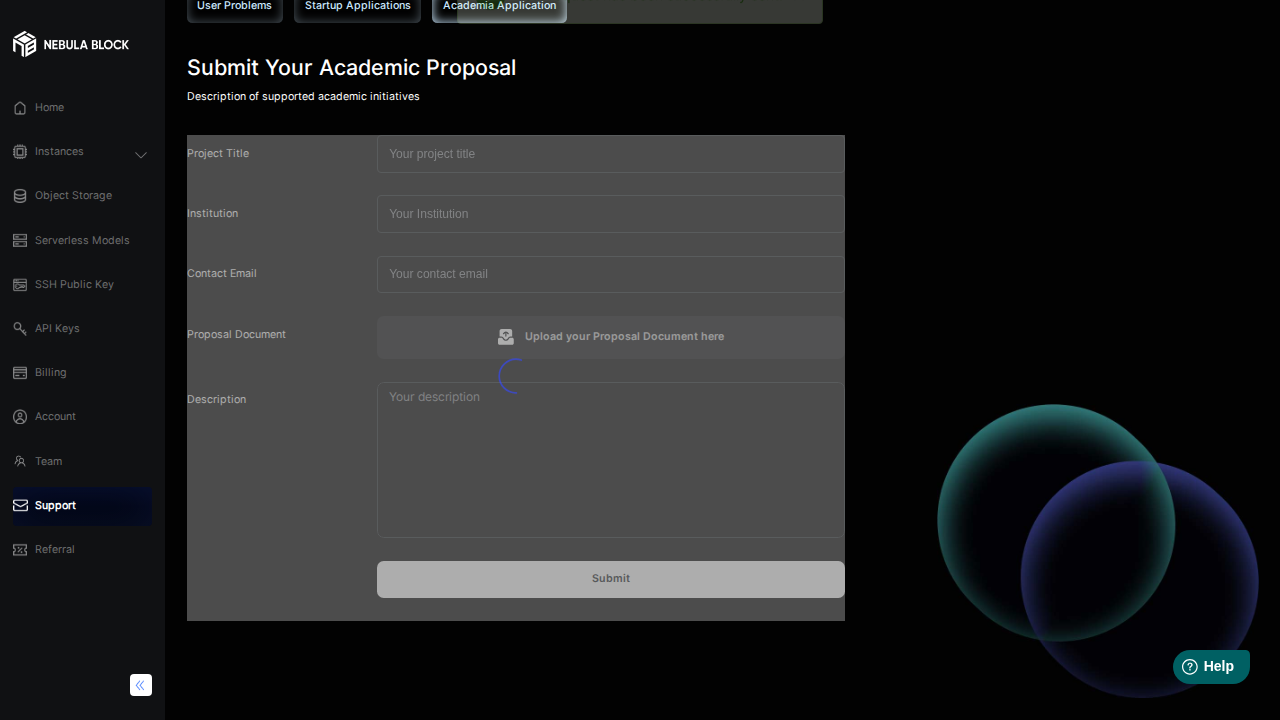 User Problems
Startup Applications
Academia Application
NEBULA BLOCK
Submit Your Academic Proposal
Description of supported academic initiatives
Home
Instances
Object Storage
Serverless Models
SSH Public Key
API Keys
Billing
Account
Team
Support
Referral
Project Title
Your project title
Institution
Your Institution
Contact Email
Your contact email
Proposal Document
Upload your Proposal Document here
Description
Your description
Submit
Help